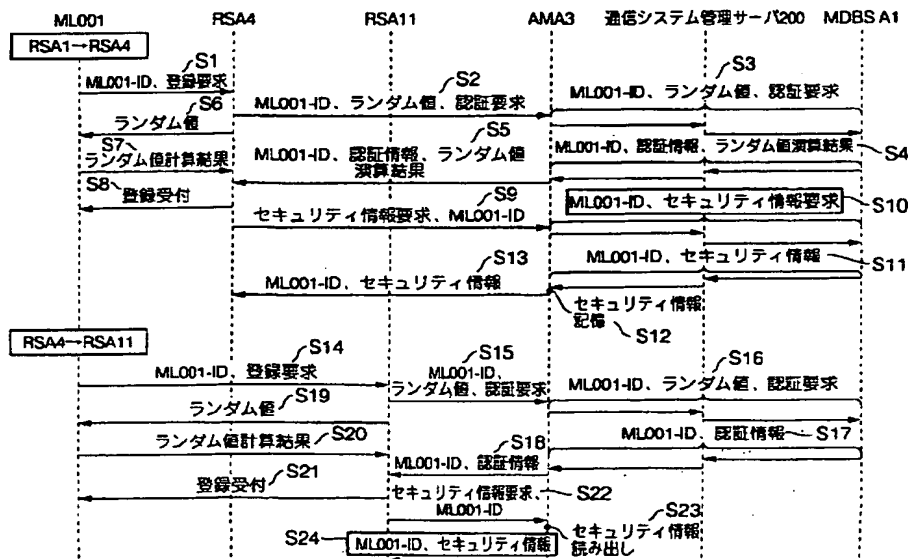 ML001 RSA4 RSA11 AMA3 通信システム管理サーバ200 MDBS A1
RSA1→RSA4
S1
ML001-ID、登録要求
S2
ML001-ID、ランダム値、認証要求
S3
ML001-ID、ランダム値、認証要求
S6
ランダム値
S7
ランダム値計算結果
S5
ML001-ID、認証情報、ランダム値
演算結果
ML001-ID、認証情報、ランダム値演算結果
S4
S8
登録受付
S9
セキュリティ情報要求、ML001-ID
ML001-ID、セキュリティ情報要求
S10
ML001-ID、セキュリティ情報
S11
S13
ML001-ID、セキュリティ情報
セキュリティ情報
記憶
S12
RSA4→RSA11
S14
ML001-ID、登録要求
S15
ML001-ID、
ランダム値、認証要求
S16
ML001-ID、ランダム値、認証要求
ランダム値
S19
ランダム値計算結果
S20
ML001-ID、認証情報
S17
S18
ML001-ID、認証情報
登録受付
S21
セキュリティ情報要求、
ML001-ID
S22
S23
セキュリティ情報
読み出し
S24
ML001-ID、セキュリティ情報